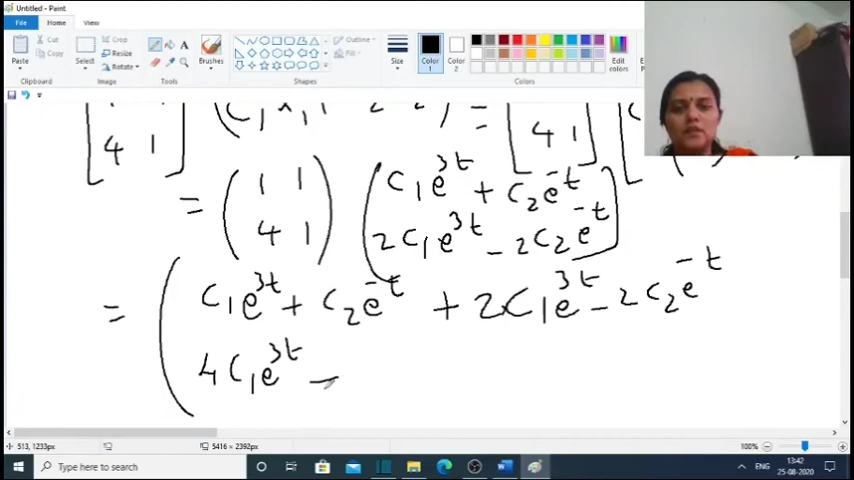 Untitled - Paint
File Home View
Cut
Copy
Paste
Crop
Resize
Rotate
Select
Brushes
Outline
Fill
Size
Color 1
Color 2
Edit colors
Clipboard Image Tools Shapes Colors
4 1 4 1
= ( 1 1 ) ( c₁e^{3t} + c₂e^{-t} )
4 1 2c₁e^{3t} - 2c₂e^{-t}
= ( c₁e^{3t} + c₂e^{-t} + 2c₁e^{3t} - 2c₂e^{-t}
4c₁e^{3t}
513, 1233px 5416 × 2392px 100%
Type here to search ENG 13:42
25-08-2020